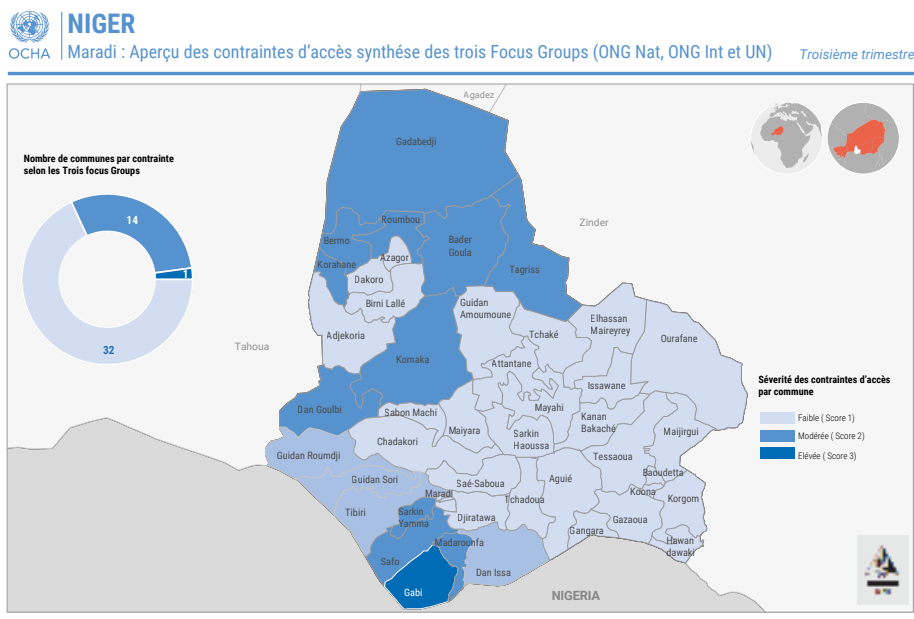 OCHA
NIGER
Maradi : Aperçu des contraintes d'accès synthése des trois Focus Groups (ONG Nat, ONG Int et UN)
Troisième trimestre
Agadez
Gadabedji
Nombre de communes par contrainte
selon les Trois focus Groups
14
1
32
Roumbou
Zinder
Bermo
Bader
Goula
Azagor
Korahane
Tagriss
Dakoro
Birni Lallé
Guidan
Amoumoune
Elhassan
Maireyrey
Adjekoria
Tchaké
Ourafane
Tahoua
Komaka
Attantane
Issawane
Sévérité des contraintes d'accès
par commune
Faible ( Score 1)
Modérée ( Score 2)
Elévée ( Score 3)
Dan Goulbi
Sabon Machi
Mayahi
Kanan
Bakaché
Maiyara
Sarkin
Haoussa
Maijirgui
Chadakori
Guidan Roumdji
Tessaoua
Baoudetta
Guidan Sori
Saé-Saboua
Aguié
Maradi
Tchadoua
Koona
Korgom
Tibiri
Sarkin
Yamma
Djiratawa
Gazaoua
Gangara
Madarounfa
Hawan
dawaki
Safo
Dan Issa
Gabi
NIGERIA